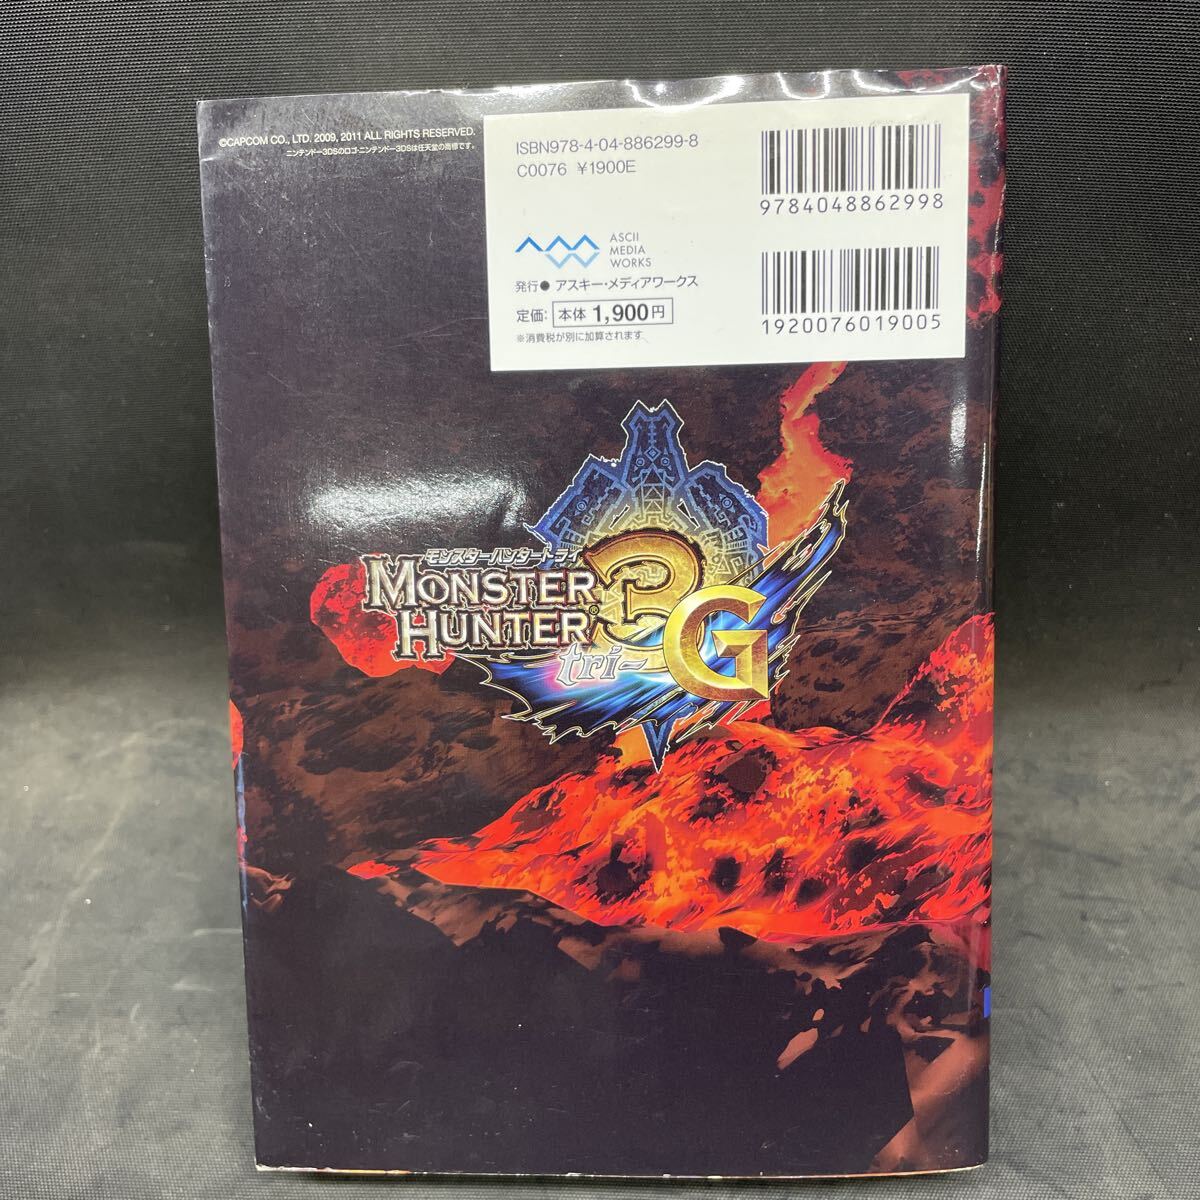 ©CAPCOM CO., LTD. 2009, 2011 ALL RIGHTS RESERVED.
ニンテンドー3DSのロゴ・ニンテンドー3DSは任天堂の商標です。
ISBN978-4-04-886299-8
C0076 ¥1900E
9784048862998
ASCII
MEDIA
WORKS
発行● アスキー・メディアワークス
定価: 本体 1,900円
※消費税が別に加算されます
1920076019005
モンスターハンタートライ
MONSTER
HUNTER®
3G
tri-